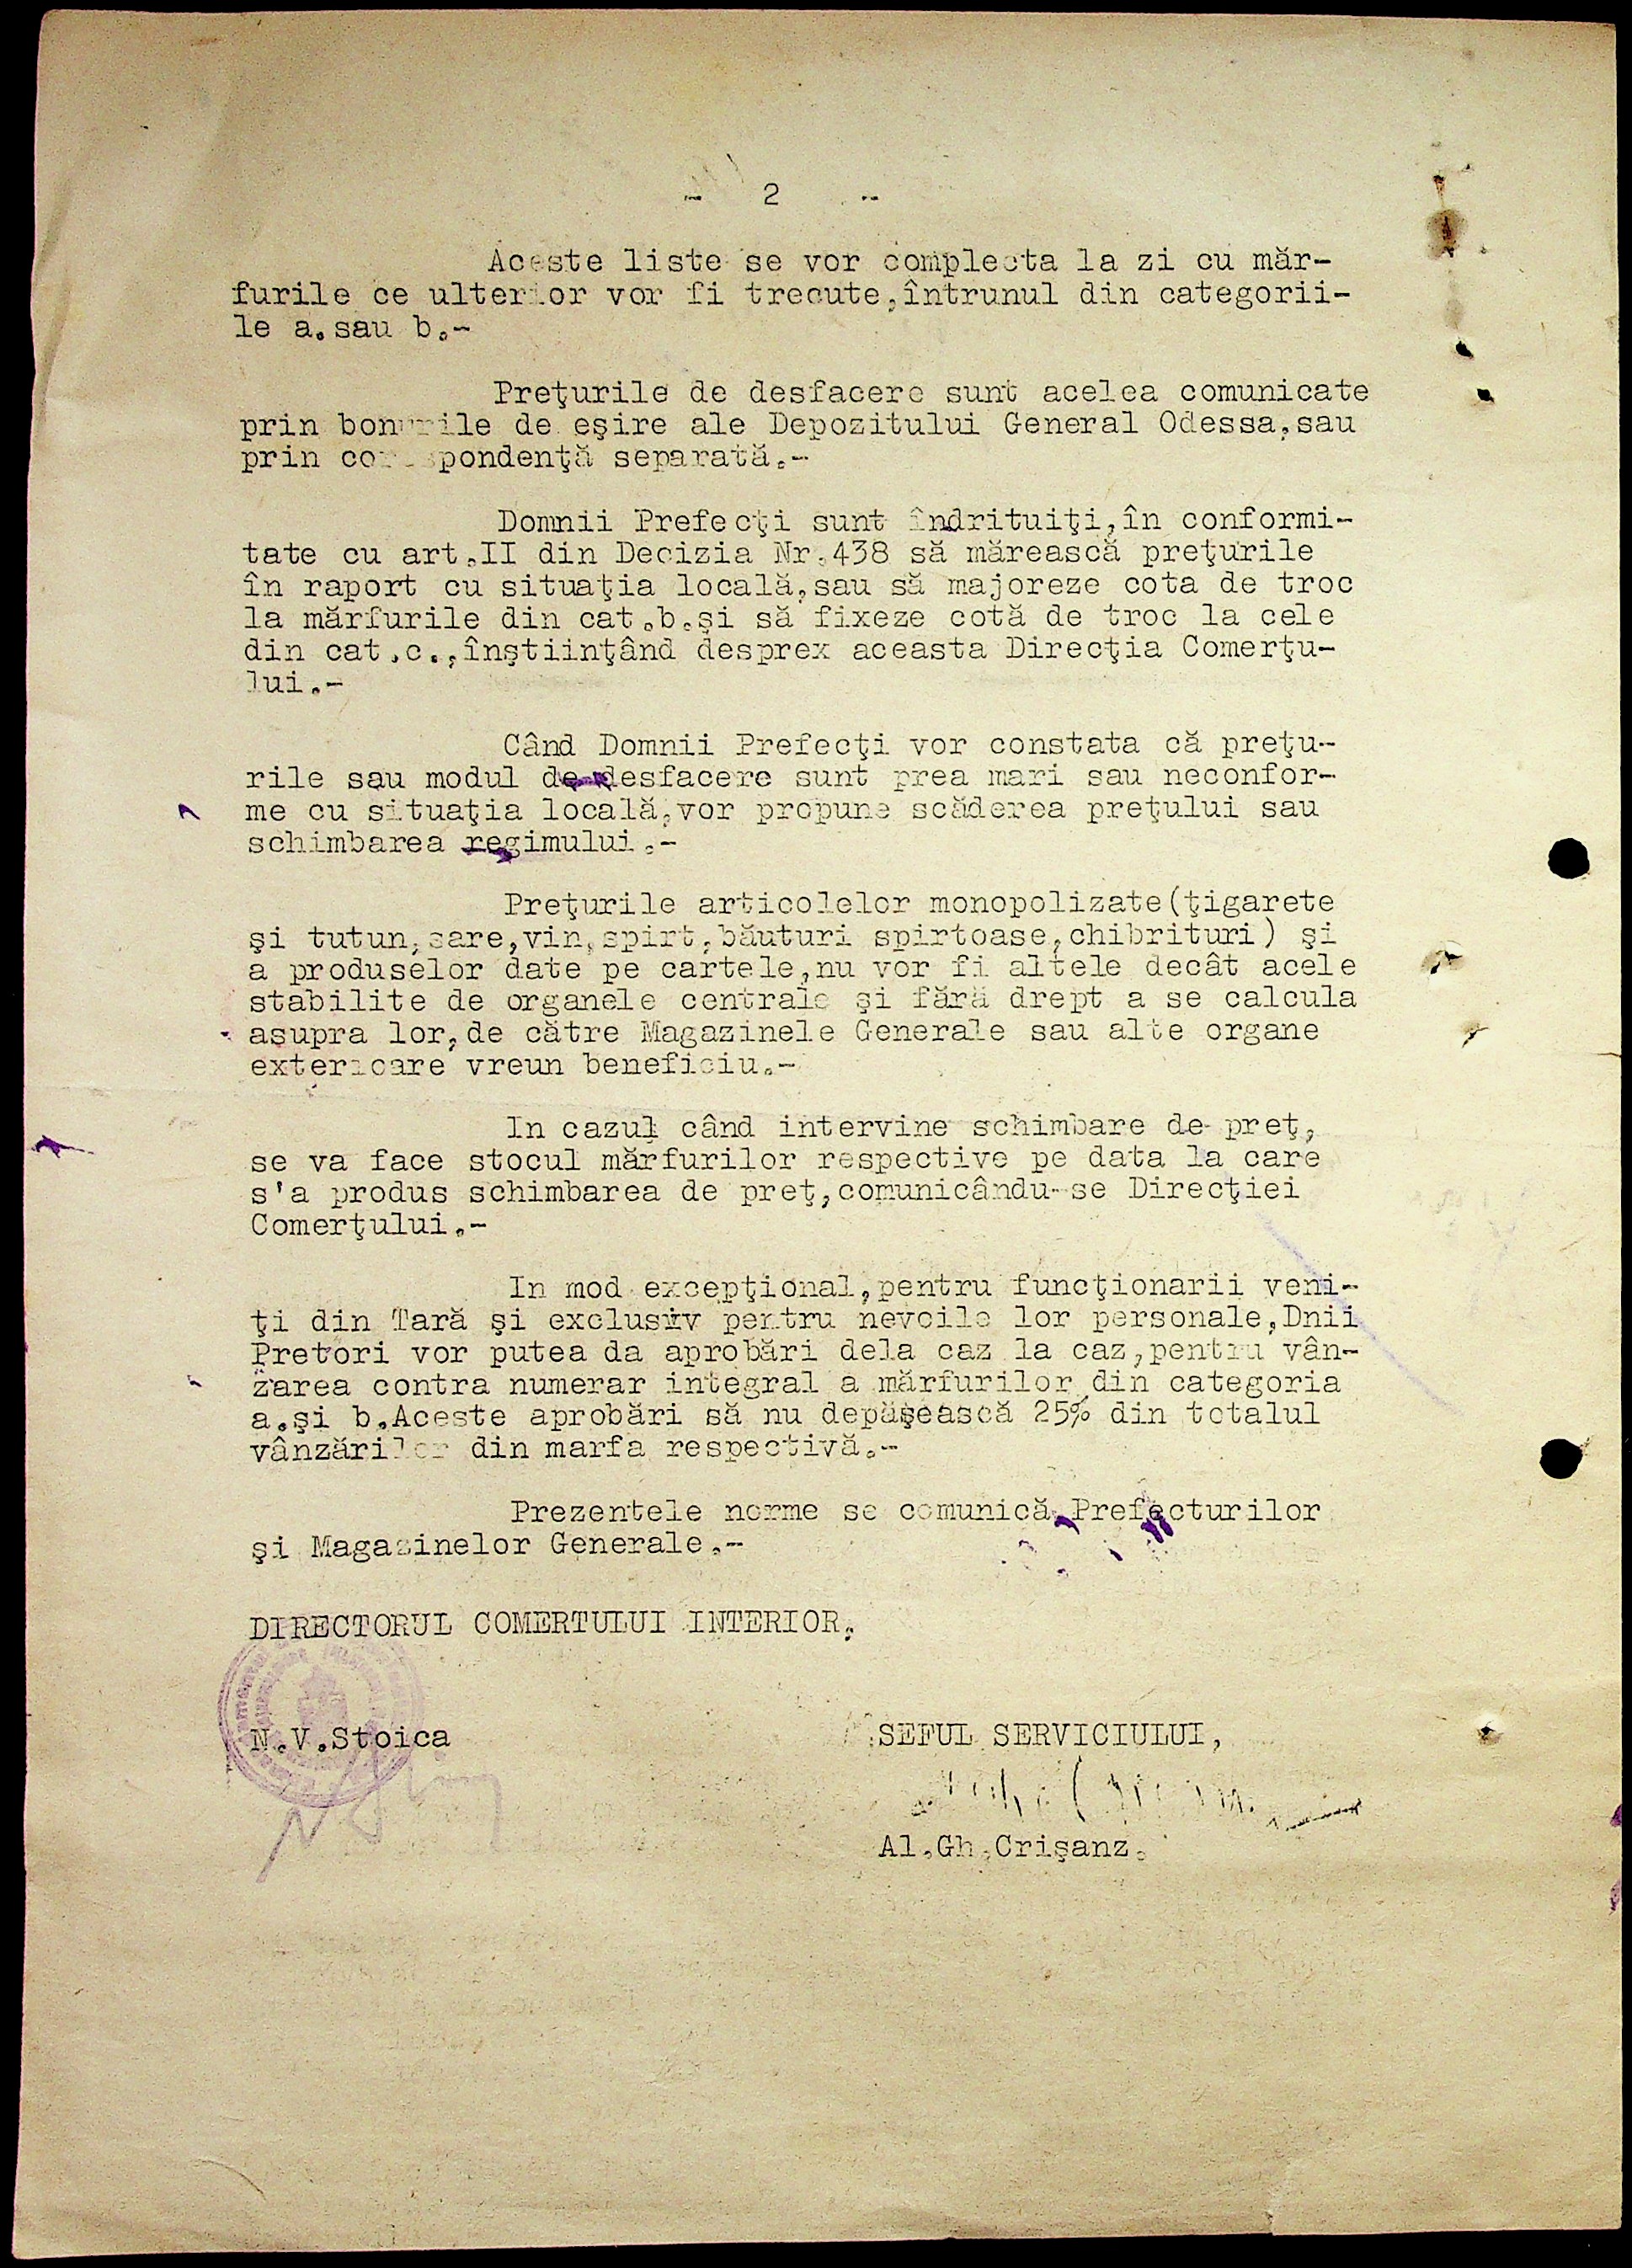 - 2 -
Aceste liste se vor complecta la zi cu măr-
furile ce ulterior vor fi trecute,întrunul din categorii-
le a.sau b.-
Preţurile de desfacere sunt acelea comunicate
prin bonurile de eşire ale Depozitului General Odessa,sau
prin corespondenţă separată.-
Domnii Prefecţi sunt îndrituiţi,în conformi-
tate cu art.II din Decizia Nr.438 să mărească preţurile
în raport cu situaţia locală,sau să majoreze cota de troc
la mărfurile din cat.b.şi să fixeze cotă de troc la cele
din cat.c.,înştiinţând desprex aceasta Direcţia Comerţu-
lui.-
Când Domnii Prefecţi vor constata că preţu-
rile sau modul de desfacere sunt prea mari sau neconfor-
me cu situaţia locală,vor propune scăderea preţului sau
schimbarea regimului.-
Preţurile articolelor monopolizate(ţigarete
şi tutun,sare,vin,spirt,băuturi spirtoase,chibrituri) şi
a produselor date pe cartele,nu vor fi altele decât acele
stabilite de organele centrale şi fără drept a se calcula
asupra lor,de către Magazinele Generale sau alte organe
exterioare vreun beneficiu.-
In cazul când intervine schimbare de preţ,
se va face stocul mărfurilor respective pe data la care
s'a produs schimbarea de preţ,comunicându-se Direcţiei
Comerţului.-
In mod excepţional,pentru funcţionarii veni-
ţi din Tară şi exclusiv pentru nevoile lor personale,Dnii
Pretori vor putea da aprobări dela caz la caz,pentru vân-
zarea contra numerar integral a mărfurilor din categoria
a.şi b.Aceste aprobări să nu depăşească 25% din totalul
vânzărilor din marfa respectivă.-
Prezentele norme se comunică Prefecturilor
şi Magazinelor Generale.-
DIRECTORUL COMERTULUI INTERIOR,
N.V.Stoica
SEFUL SERVICIULUI,
Al.Gh.Crişanz.